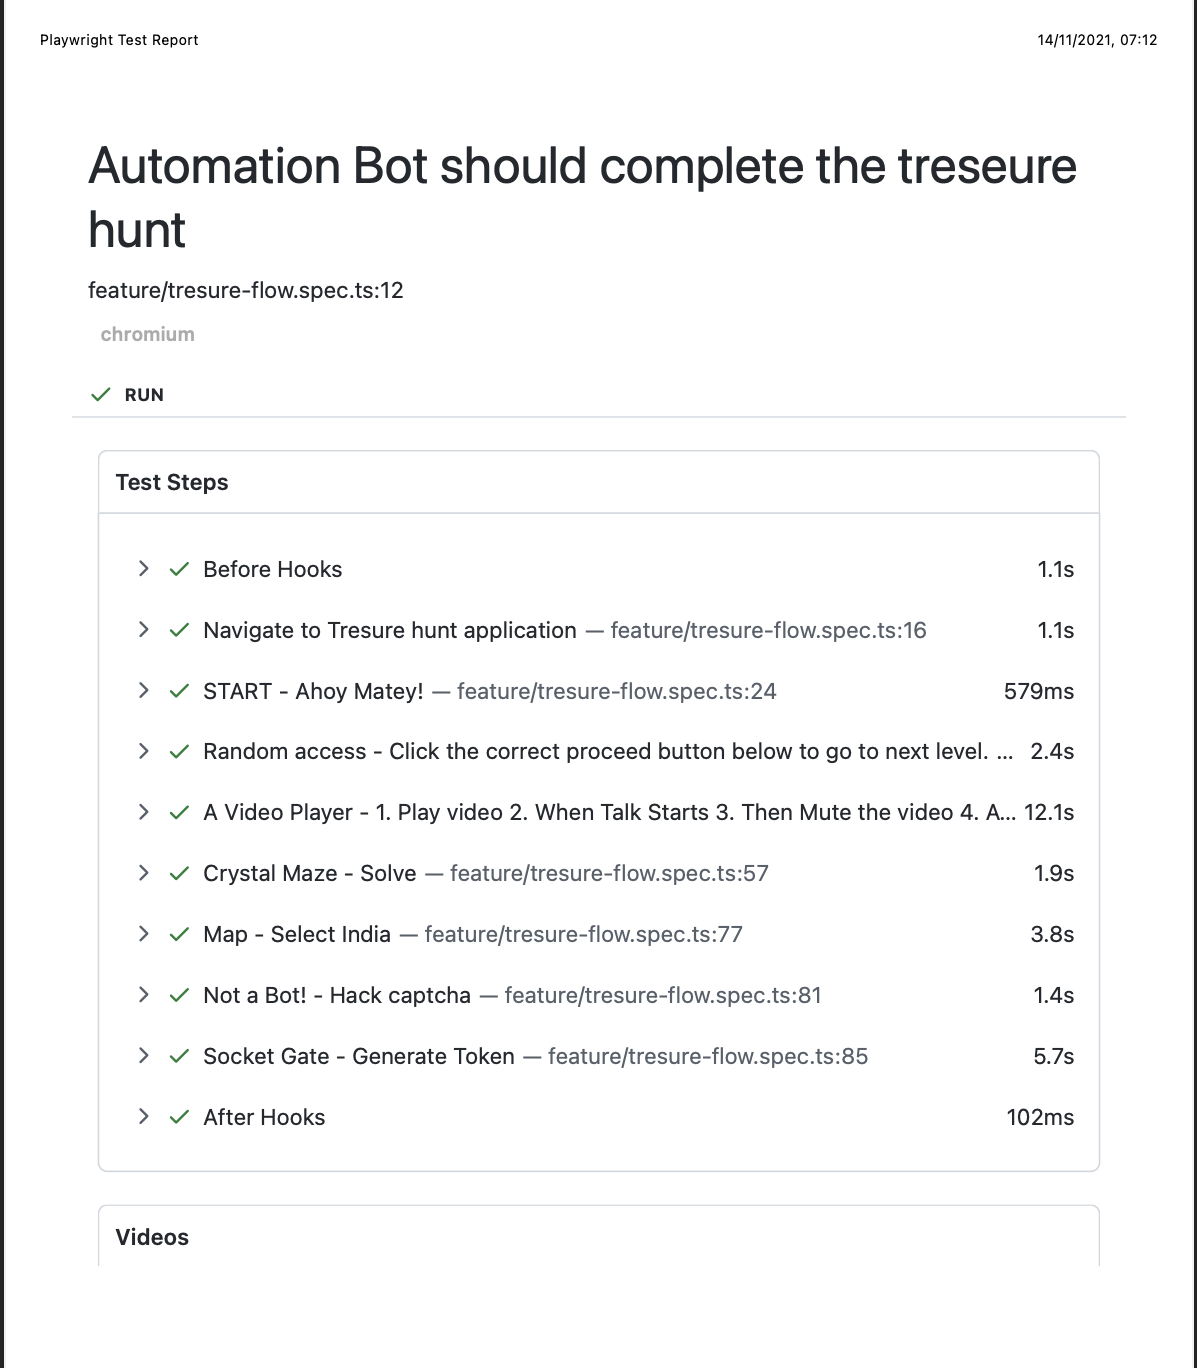 Playwright Test Report 14/11/2021, 07:12
Automation Bot should complete the treseure
hunt
feature/tresure-flow.spec.ts:12
chromium
RUN
Test Steps
Before Hooks 1.1s
Navigate to Tresure hunt application — feature/tresure-flow.spec.ts:16 1.1s
START - Ahoy Matey! — feature/tresure-flow.spec.ts:24 579ms
Random access - Click the correct proceed button below to go to next level. ... 2.4s
A Video Player - 1. Play video 2. When Talk Starts 3. Then Mute the video 4. A... 12.1s
Crystal Maze - Solve — feature/tresure-flow.spec.ts:57 1.9s
Map - Select India — feature/tresure-flow.spec.ts:77 3.8s
Not a Bot! - Hack captcha — feature/tresure-flow.spec.ts:81 1.4s
Socket Gate - Generate Token — feature/tresure-flow.spec.ts:85 5.7s
After Hooks 102ms
Videos